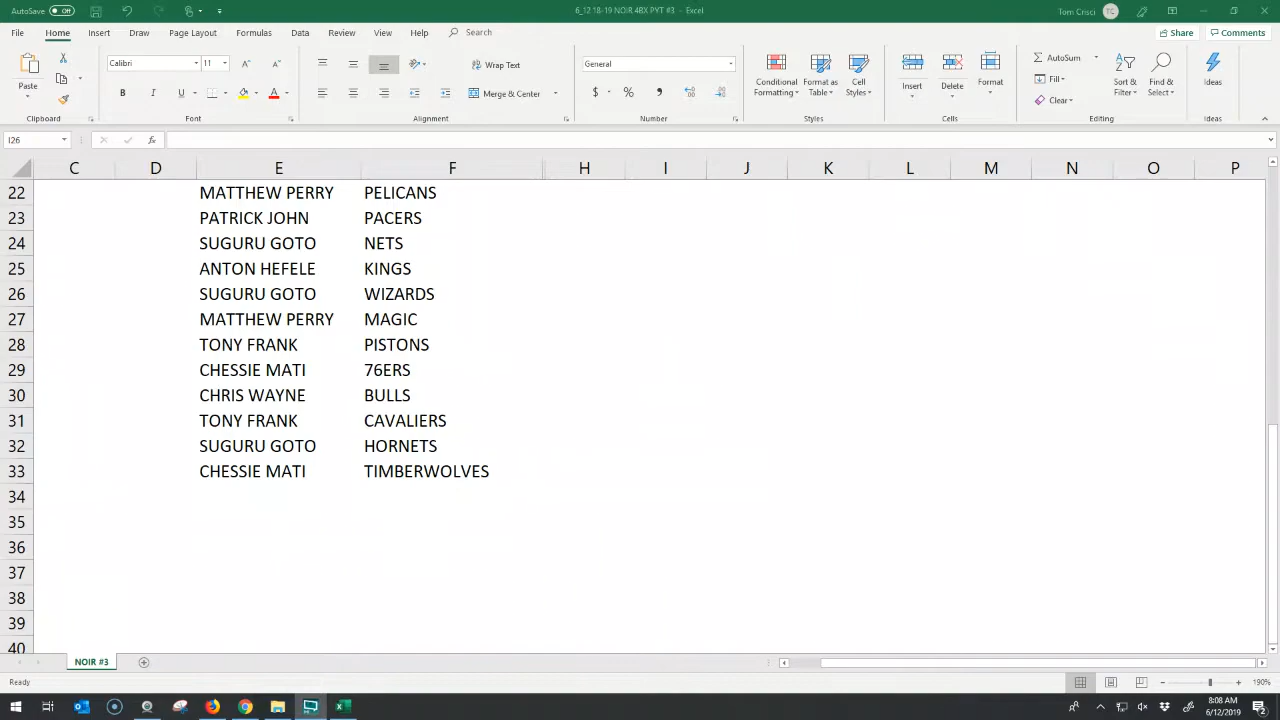 AutoSave Off 6_12 18-19 NOIR 4BX PYT #3 - Excel Tom Crisci TC
File Home Insert Draw Page Layout Formulas Data Review View Help Search Share Comments
Calibri 11 Wrap Text General
Paste B I U A Merge & Center $ % Conditional Formatting Format as Table Cell Styles Insert Delete Format AutoSum Fill Clear Sort & Filter Find & Select Ideas
Clipboard Font Alignment Number Styles Cells Editing Ideas
I26 fx
C D E F H I J K L M N O P
22 MATTHEW PERRY PELICANS
23 PATRICK JOHN PACERS
24 SUGURU GOTO NETS
25 ANTON HEFELE KINGS
26 SUGURU GOTO WIZARDS
27 MATTHEW PERRY MAGIC
28 TONY FRANK PISTONS
29 CHESSIE MATI 76ERS
30 CHRIS WAYNE BULLS
31 TONY FRANK CAVALIERS
32 SUGURU GOTO HORNETS
33 CHESSIE MATI TIMBERWOLVES
34
35
36
37
38
39
40
NOIR #3
Ready 190%
8:08 AM
6/12/2019